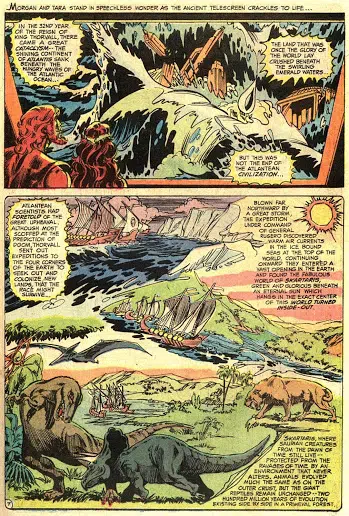 MORGAN AND TARA STAND IN SPEECHLESS WONDER AS THE ANCIENT TELESCREEN CRACKLES TO LIFE...
IN THE 32ND YEAR
OF THE REIGN OF
KING THORVALL, THERE
CAME A GREAT
CATACLYSM -- THE
SHINING CONTINENT
OF ATLANTIS SANK
BENEATH THE
HUNGRY WAVES OF
THE ATLANTIC
OCEAN...
THE LAND THAT
WAS ONCE THE GLORY OF
THE WORLD LAY
CRUSHED BENEATH
THE SWIRLING
EMERALD WATERS...
BUT THIS WAS
NOT THE END OF
THE ATLANTEAN
CIVILIZATION...
ATLANTEAN
SCIENTISTS HAD
FORETOLD OF THE
GREAT UPHEAVAL.
ALTHOUGH MOST
SCOFFED AT THE
PREDICTION OF
DOOM, THORVALL
SENT OUT
EXPEDITIONS TO
THE FOUR CORNERS
OF THE EARTH TO
SEEK OUT AND
COLONIZE NEW
LANDS, THAT THE
RACE MIGHT
SURVIVE...
BLOWN FAR
NORTHWARD BY
A GREAT STORM,
THE EXPEDITION
UNDER COMMAND
OF GENERAL
RUGERO DISCOVERED
WARM AIR CURRENTS
IN THE ICE BOUND
SEAS AT THE TOP OF THE
WORLD. CONTINUING
ONWARD THEY ENTERED A
VAST OPENING IN THE EARTH
AND FOUND THE FABULOUS
WORLD OF SKARTARIS,
GREEN AND GLORIOUS BENEATH
AN ETERNAL SUN WHICH
HANGS IN THE EXACT CENTER
OF THIS WORLD TURNED
INSIDE-OUT.
SKARTARIS, WHERE
SAURIAN CREATURES
FROM THE DAWN OF
TIME STILL LIVE--
PROTECTED FROM THE
RAVAGES OF TIME BY AN
ENVIRONMENT THAT NEVER
ALTERS. ANIMALS EVOLVED
MUCH THE SAME AS ON THE
OUTER CRUST, BUT THE GIANT
REPTILES REMAIN UNCHANGED--TWO
HUNDRED MILLION YEARS OF EVOLUTION
EXISTING SIDE BY SIDE IN A PRIMEVAL FOREST.